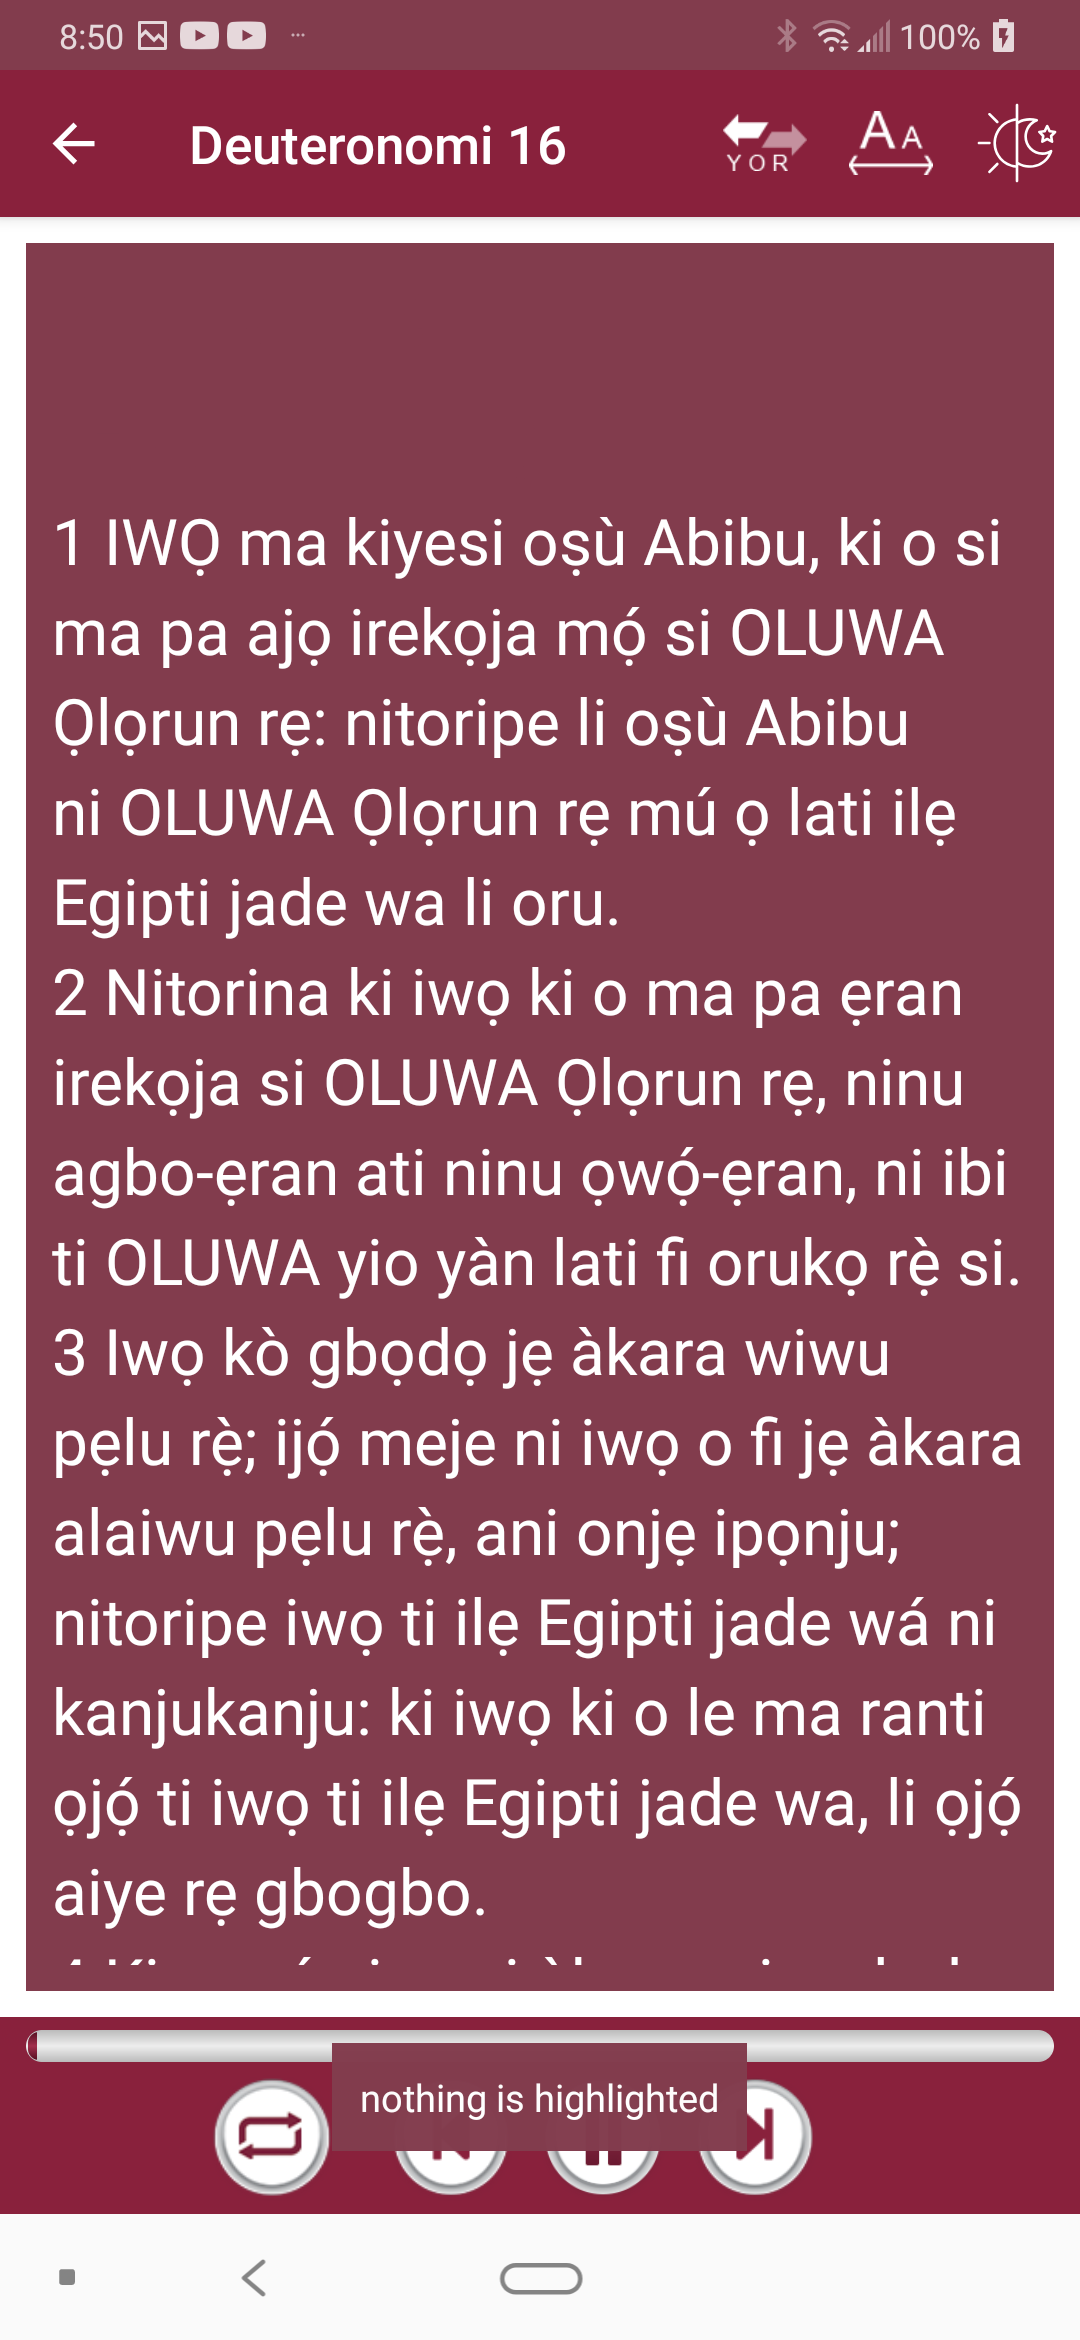 8:50
100%
Deuteronomi 16
YOR
AA
1 IWỌ ma kiyesi oṣù Abibu, ki o si
ma pa ajọ irekọja mọ́ si OLUWA
Ọlọrun rẹ: nitoripe li oṣù Abibu
ni OLUWA Ọlọrun rẹ mú ọ lati ilẹ
Egipti jade wa li oru.
2 Nitorina ki iwọ ki o ma pa ẹran
irekọja si OLUWA Ọlọrun rẹ, ninu
agbo-ẹran ati ninu ọwọ́-ẹran, ni ibi
ti OLUWA yio yàn lati fi orukọ rẹ̀ si.
3 Iwọ kò gbọdọ jẹ àkara wiwu
pẹlu rẹ̀; ijọ́ meje ni iwọ o fi jẹ àkara
alaiwu pẹlu rẹ̀, ani onjẹ ipọnju;
nitoripe iwọ ti ilẹ Egipti jade wá ni
kanjukanju: ki iwọ ki o le ma ranti
ọjọ́ ti iwọ ti ilẹ Egipti jade wa, li ọjọ́
aiye rẹ gbogbo.
nothing is highlighted